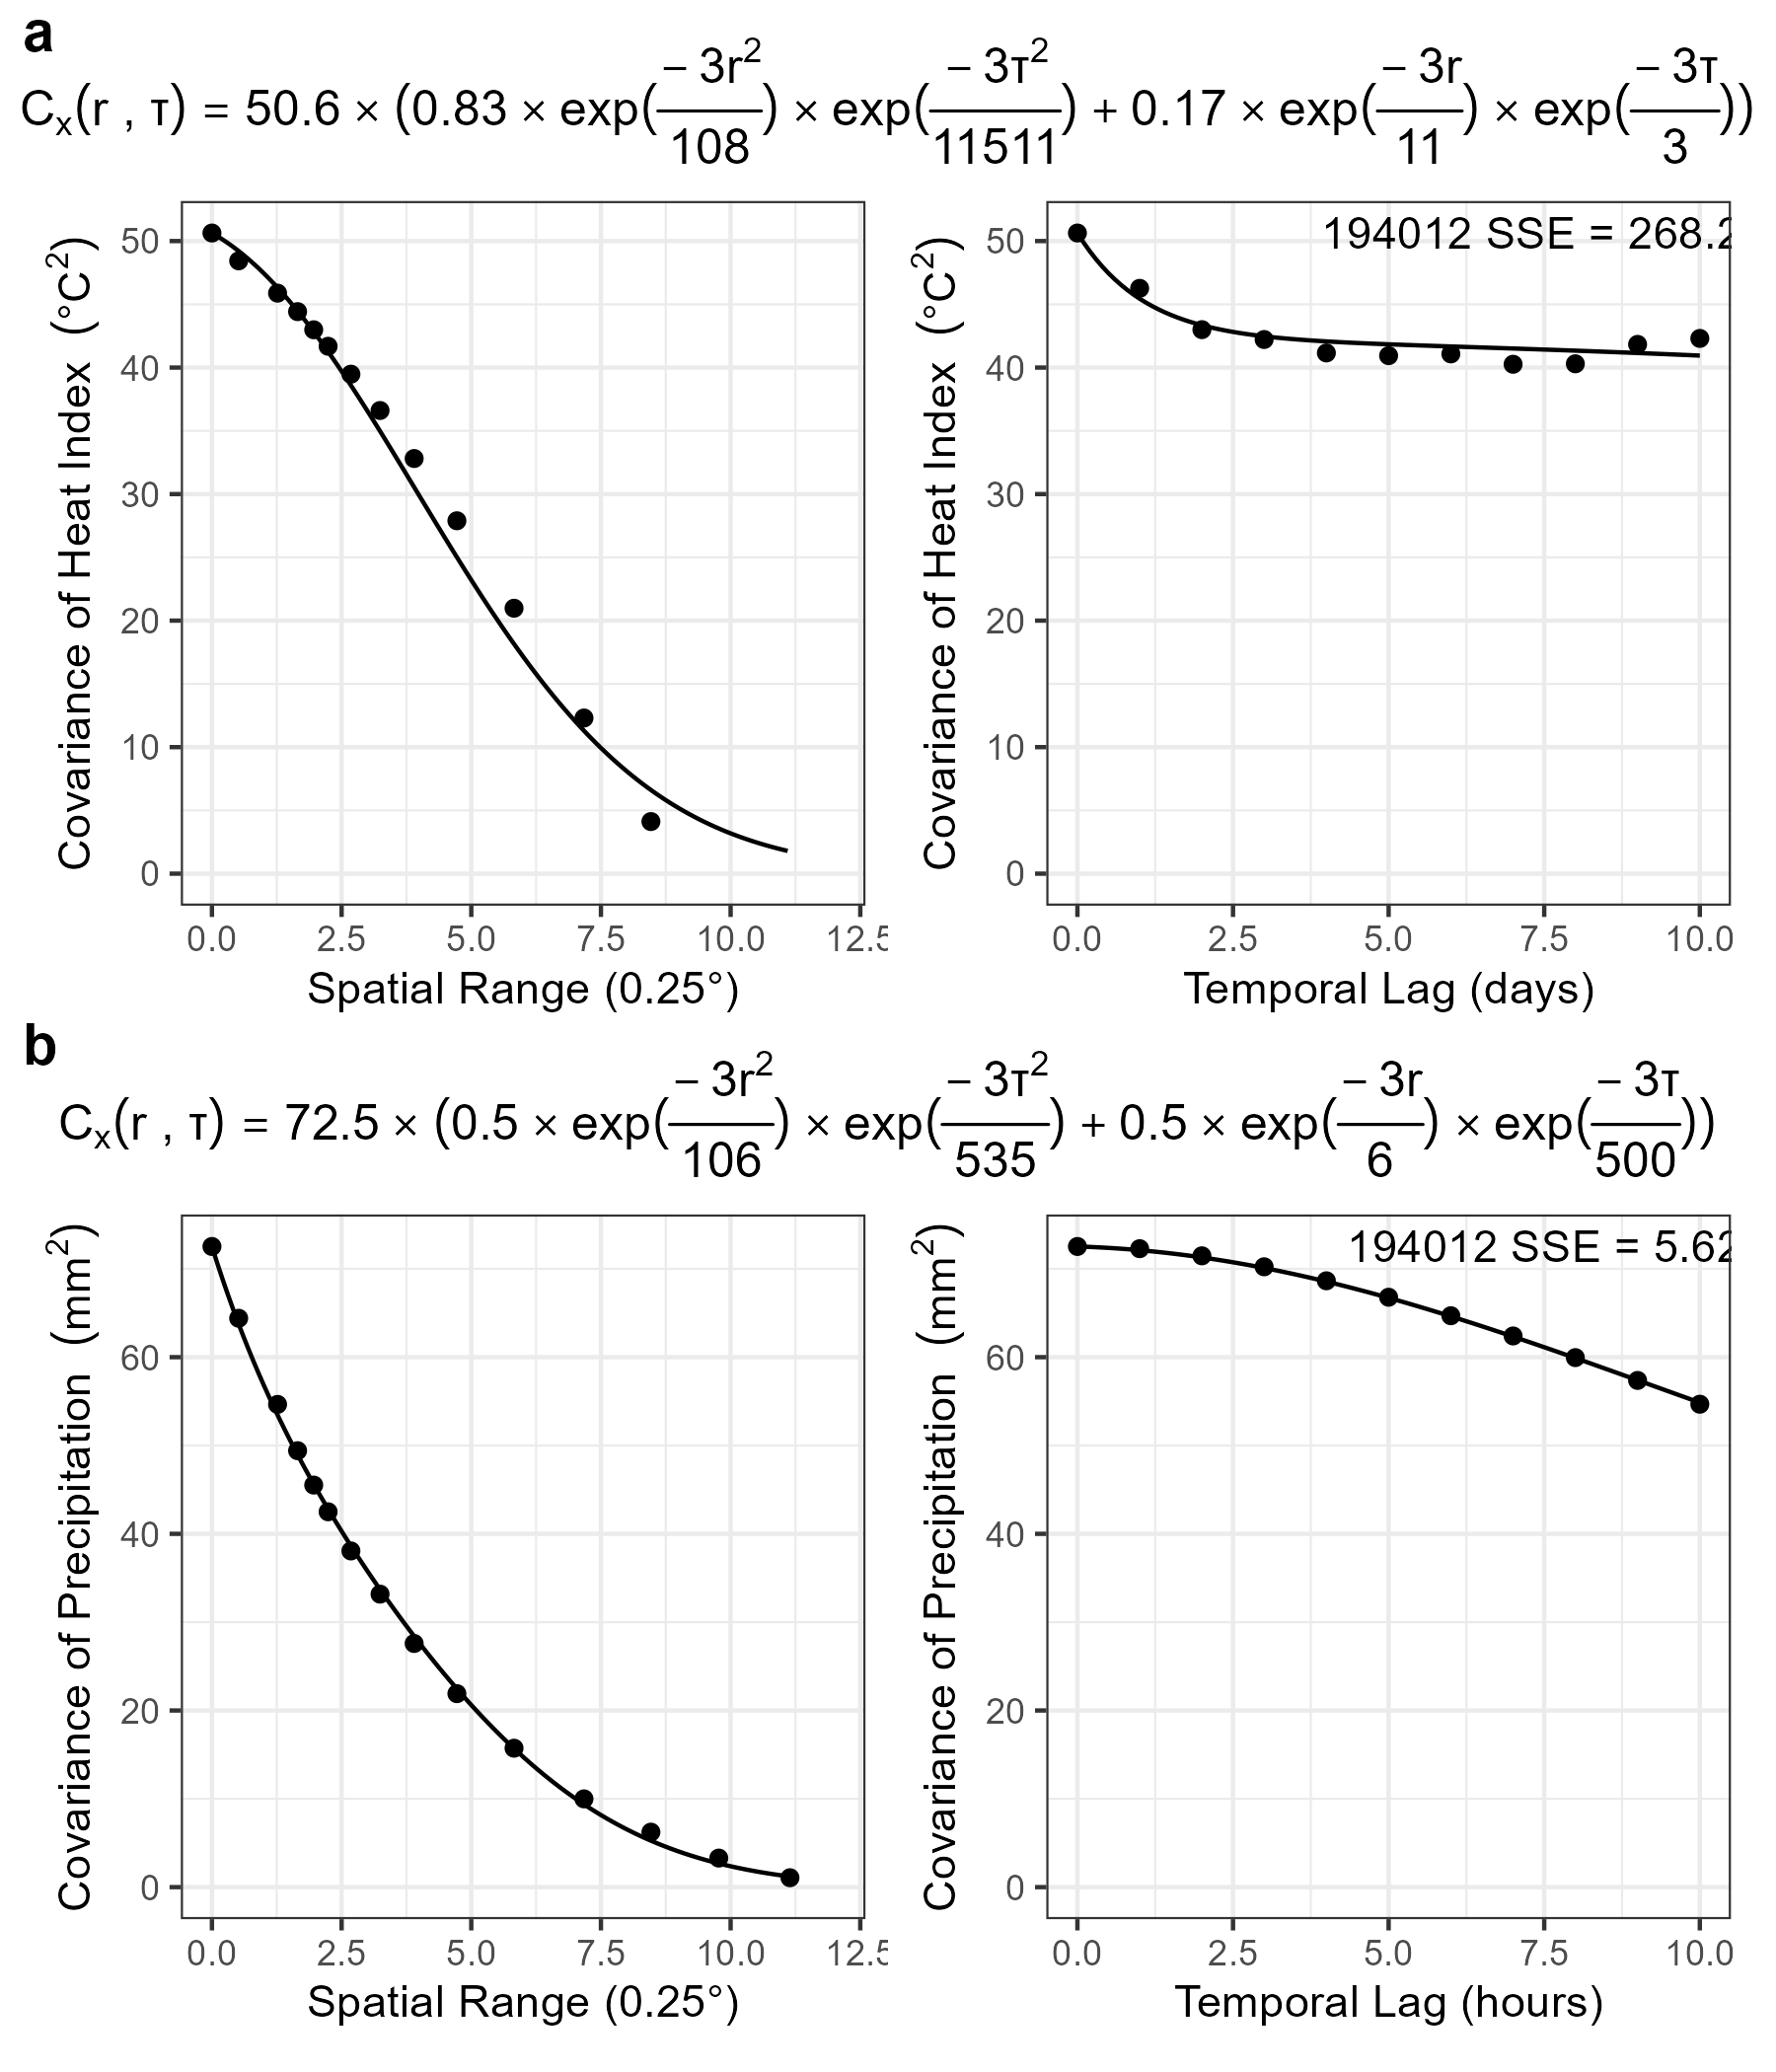 a
Cₓ(r , τ) = 50.6 × (0.83 × exp(− 3r²/108) × exp(− 3τ²/11511) + 0.17 × exp(− 3r/11) × exp(− 3τ/3))
Covariance of Heat Index (°C²)
50
40
30
20
10
0
0.0 2.5 5.0 7.5 10.0 12.5
Spatial Range (0.25°)
194012 SSE = 268.2
Covariance of Heat Index (°C²)
50
40
30
20
10
0
0.0 2.5 5.0 7.5 10.0
Temporal Lag (days)
b
Cₓ(r , τ) = 72.5 × (0.5 × exp(− 3r²/106) × exp(− 3τ²/535) + 0.5 × exp(− 3r/6) × exp(− 3τ/500))
Covariance of Precipitation (mm²)
60
40
20
0
0.0 2.5 5.0 7.5 10.0 12.5
Spatial Range (0.25°)
194012 SSE = 5.62
Covariance of Precipitation (mm²)
60
40
20
0
0.0 2.5 5.0 7.5 10.0
Temporal Lag (hours)